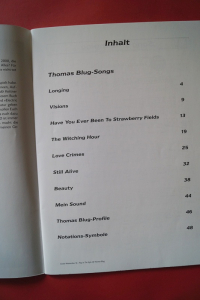 Inhalt
Thomas Blug-Songs
Longing 4
Visions 9
Have You Ever Been To Strawberry Fields 13
The Witching Hour 19
Love Crimes 25
Still Alive 32
Beauty 38
Mein Sound 44
Thomas Blug-Profile 46
Notations-Symbole 48